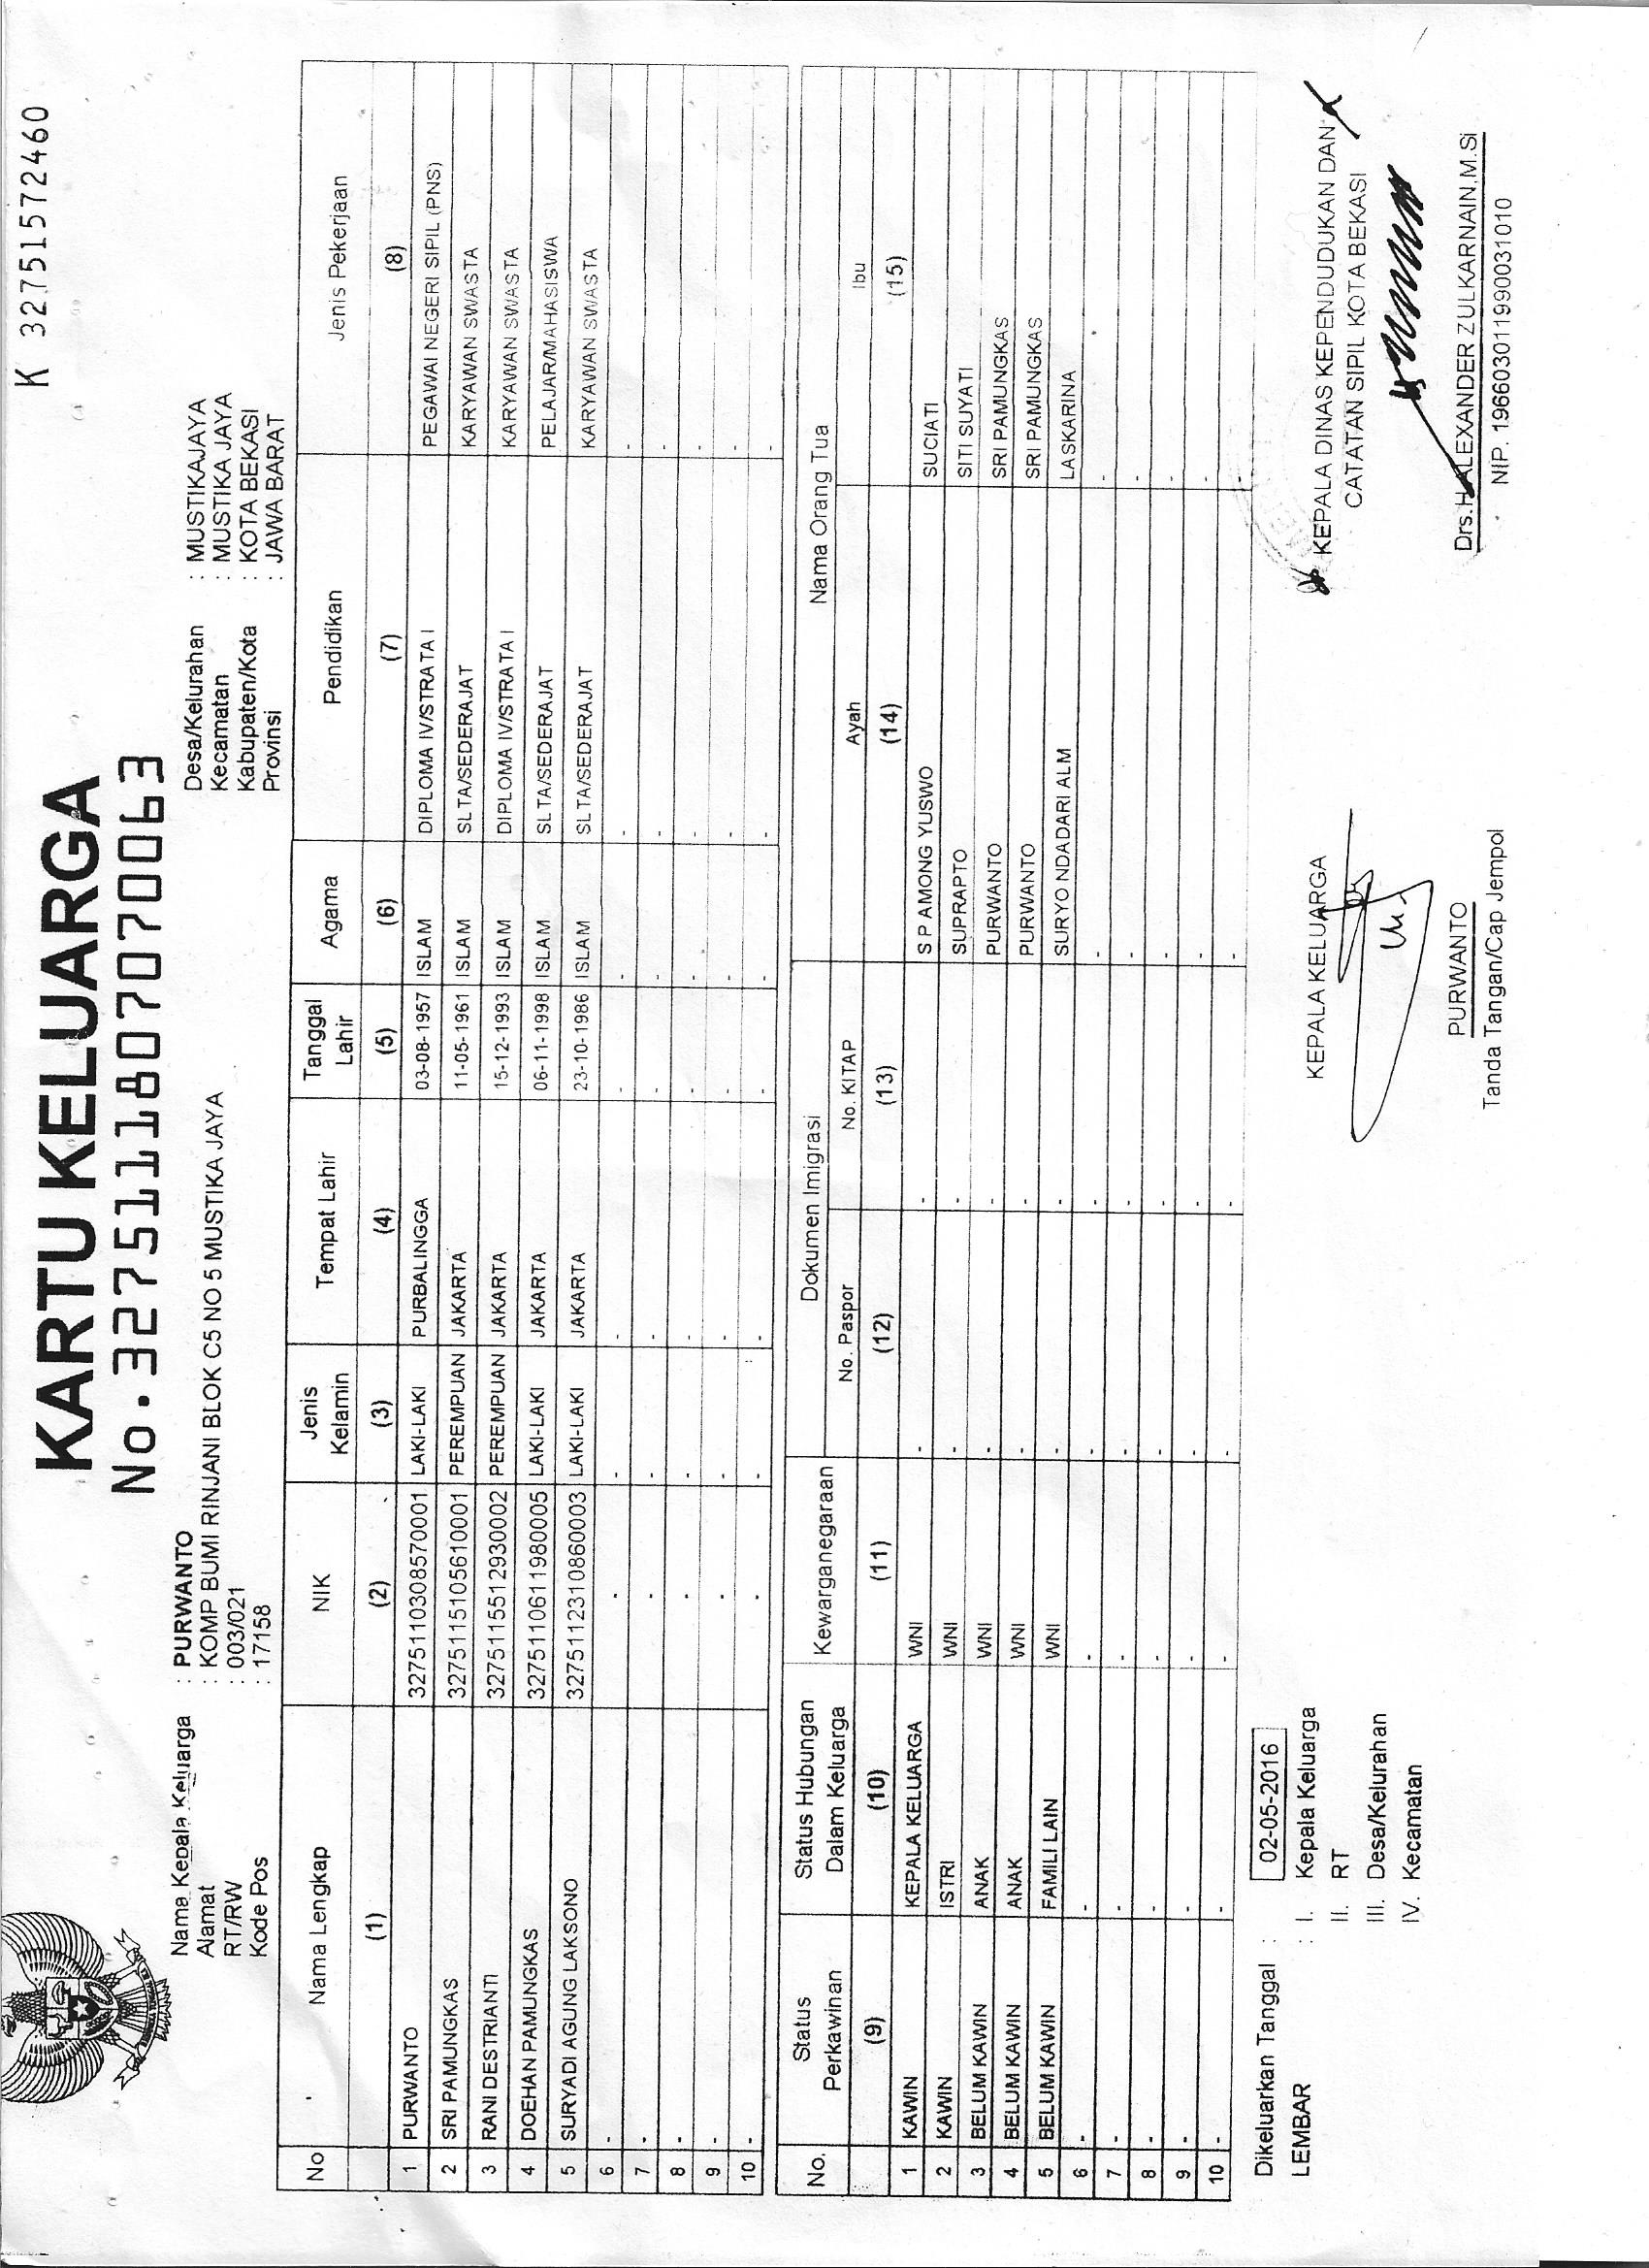 K 32751572460
KARTU KELUARGA
No.3275111807070063
Nama Kepala Keluarga : PURWANTO
Alamat : KOMP BUMI RINJANI BLOK C5 NO 5 MUSTIKA JAYA
RT/RW : 003/021
Kode Pos : 17158
Desa/Kelurahan : MUSTIKAJAYA
Kecamatan : MUSTIKA JAYA
Kabupaten/Kota : KOTA BEKASI
Provinsi : JAWA BARAT
No Nama Lengkap NIK Jenis Kelamin Tempat Lahir Tanggal Lahir Agama Pendidikan Jenis Pekerjaan
(1) (2) (3) (4) (5) (6) (7) (8)
1 PURWANTO 3275110308570001 LAKI-LAKI PURBALINGGA 03-08-1957 ISLAM DIPLOMA IV/STRATA I PEGAWAI NEGERI SIPIL (PNS)
2 SRI PAMUNGKAS 3275115105610001 PEREMPUAN JAKARTA 11-05-1961 ISLAM SLTA/SEDERAJAT KARYAWAN SWASTA
3 RANI DESTRIANTI 3275115512930002 PEREMPUAN JAKARTA 15-12-1993 ISLAM DIPLOMA IV/STRATA I KARYAWAN SWASTA
4 DOEHAN PAMUNGKAS 3275110611980005 LAKI-LAKI JAKARTA 06-11-1998 ISLAM SLTA/SEDERAJAT PELAJAR/MAHASISWA
5 SURYADI AGUNG LAKSONO 3275112310860003 LAKI-LAKI JAKARTA 23-10-1986 ISLAM SLTA/SEDERAJAT KARYAWAN SWASTA
6 - - - - - - - -
7 - - - - - - - -
8 - - - - - - - -
9 - - - - - - - -
10 - - - - - - - -
No. Status Perkawinan Status Hubungan Dalam Keluarga Kewarganegaraan Dokumen Imigrasi Nama Orang Tua
No. Paspor No. KITAP Ayah Ibu
(9) (10) (11) (12) (13) (14) (15)
1 KAWIN KEPALA KELUARGA WNI - - S P AMONG YUSWO SUCIATI
2 KAWIN ISTRI WNI - - SUPRAPTO SITI SUYATI
3 BELUM KAWIN ANAK WNI - - PURWANTO SRI PAMUNGKAS
4 BELUM KAWIN ANAK WNI - - PURWANTO SRI PAMUNGKAS
5 BELUM KAWIN FAMILI LAIN WNI - - SURYO NDADARI ALM LASKARINA
6 - - - - - - -
7 - - - - - - -
8 - - - - - - -
9 - - - - - - -
10 - - - - - - -
Dikeluarkan Tanggal : 02-05-2016
LEMBAR : I. Kepala Keluarga
II. RT
III. Desa/Kelurahan
IV. Kecamatan
KEPALA KELUARGA
PURWANTO
Tanda Tangan/Cap Jempol
KEPALA DINAS KEPENDUDUKAN DAN
CATATAN SIPIL KOTA BEKASI
Drs.H.ALEXANDER ZULKARNAIN,M.Si
NIP. 196603011990031010